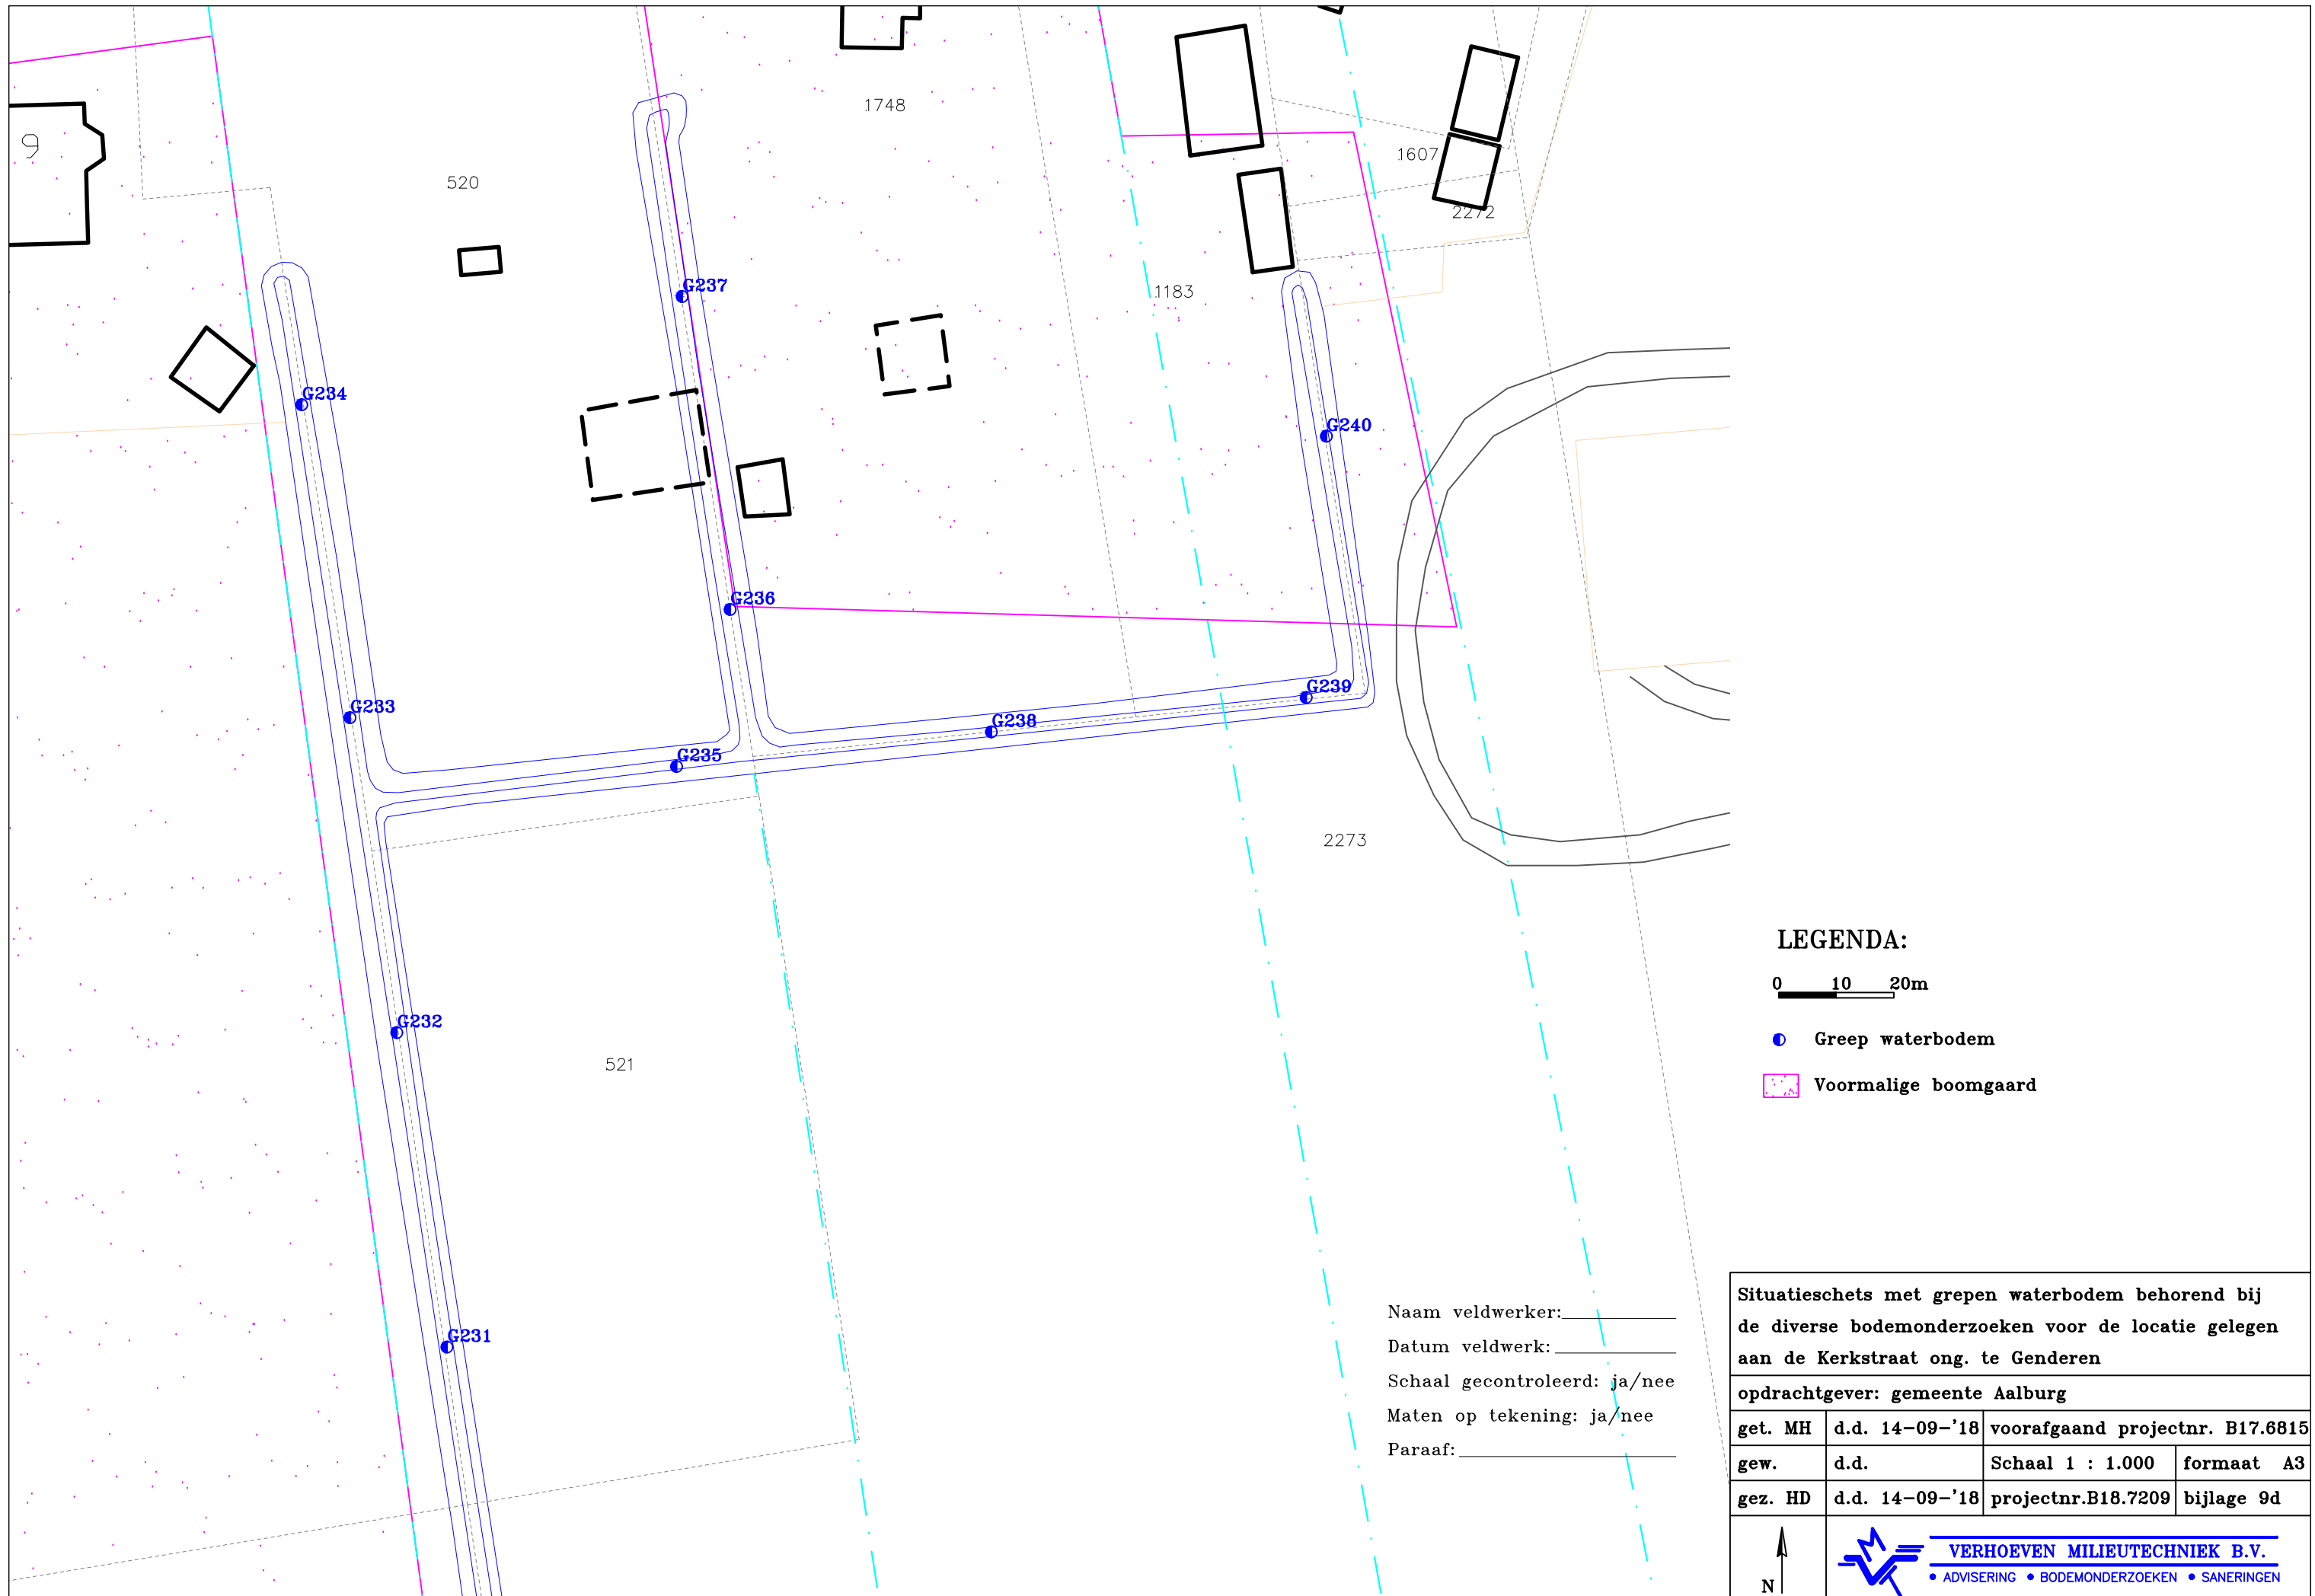 9
520
1748
1607
2272
1183
G237
G234
G240
G236
G239
G233
G238
G235
2273
G232
521
G231
LEGENDA:
0 10 20m
Greep waterbodem
Voormalige boomgaard
Naam veldwerker:
Datum veldwerk:
Schaal gecontroleerd: ja/nee
Maten op tekening: ja/nee
Paraaf:
Situatieschets met grepen waterbodem behorend bij
de diverse bodemonderzoeken voor de locatie gelegen
aan de Kerkstraat ong. te Genderen
opdrachtgever: gemeente Aalburg
get. MH d.d. 14-09-'18 voorafgaand projectnr. B17.6815
gew. d.d. Schaal 1 : 1.000 formaat A3
gez. HD d.d. 14-09-'18 projectnr.B18.7209 bijlage 9d
N
VERHOEVEN MILIEUTECHNIEK B.V.
• ADVISERING • BODEMONDERZOEKEN • SANERINGEN